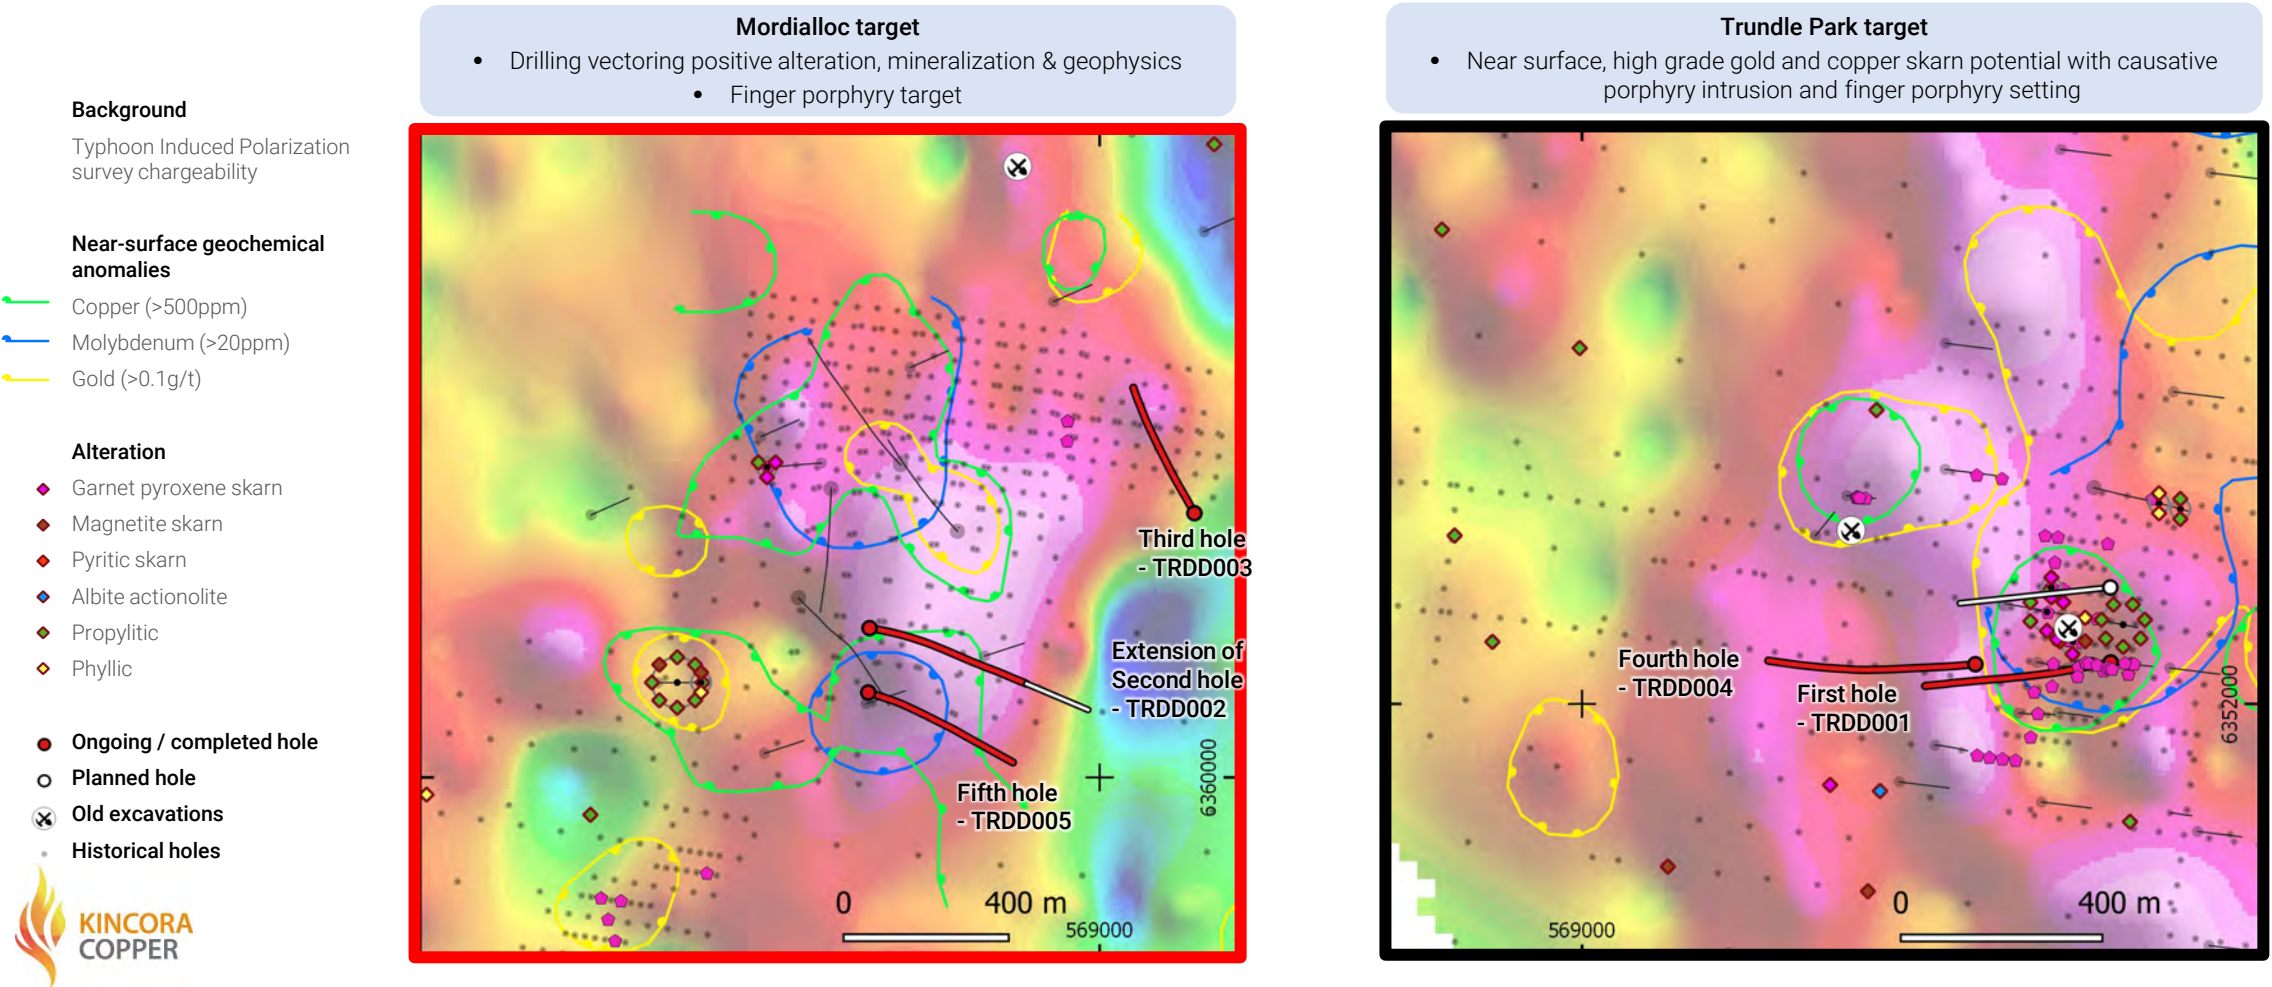 Mordialloc target
• Drilling vectoring positive alteration, mineralization & geophysics
• Finger porphyry target
Trundle Park target
• Near surface, high grade gold and copper skarn potential with causative
porphyry intrusion and finger porphyry setting
Background
Typhoon Induced Polarization
survey chargeability
Near-surface geochemical
anomalies
Copper (>500ppm)
Molybdenum (>20ppm)
Gold (>0.1g/t)
Alteration
Garnet pyroxene skarn
Magnetite skarn
Pyritic skarn
Albite actionolite
Propylitic
Phyllic
Ongoing / completed hole
Planned hole
Old excavations
Historical holes
KINCORA
COPPER
Third hole
- TRDD003
Extension of
Second hole
- TRDD002
Fifth hole
- TRDD005
6360000
0 400 m
569000
Fourth hole
- TRDD004
First hole
- TRDD001
6352000
0 400 m
569000